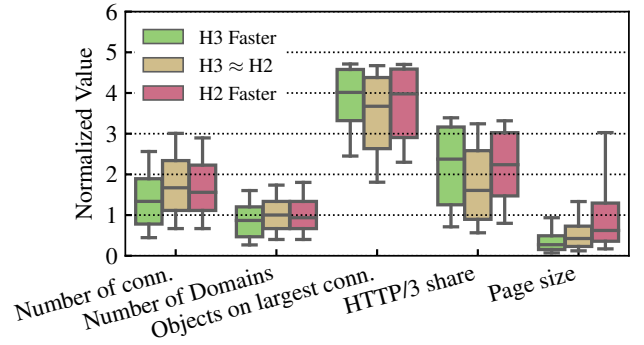 6
5
4
3
2
1
0
Normalized Value
H3 Faster
H3 ≈ H2
H2 Faster
Number of conn.
Number of Domains
Objects on largest conn.
HTTP/3 share
Page size